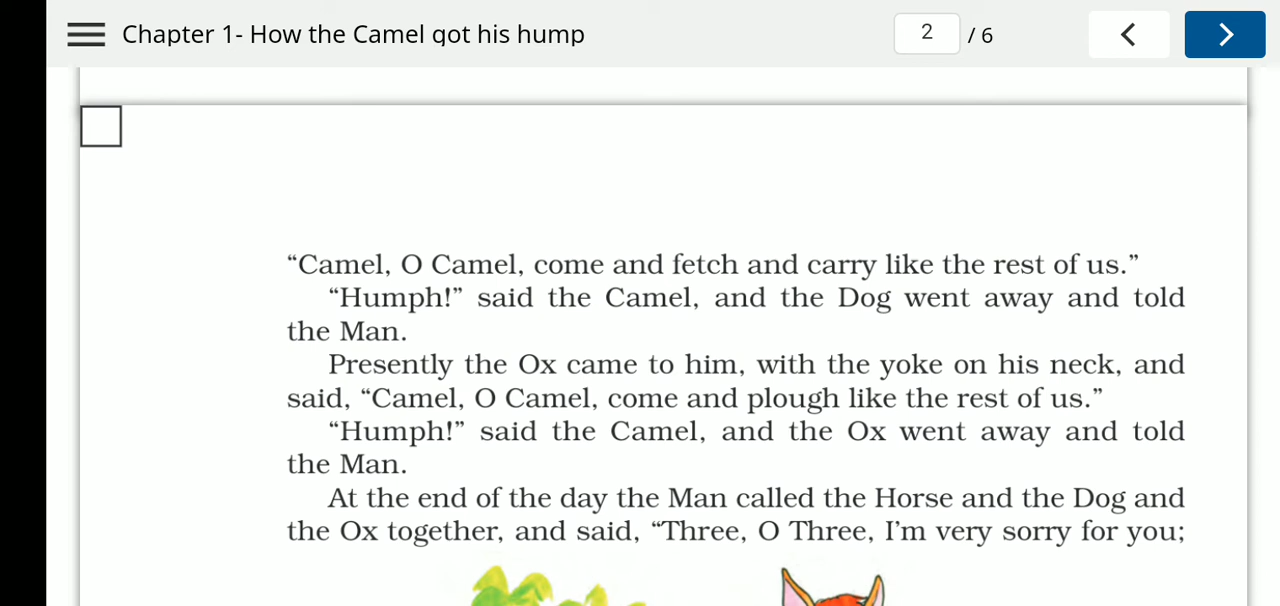 Chapter 1- How the Camel got his hump
2 / 6
“Camel, O Camel, come and fetch and carry like the rest of us.”
“Humph!” said the Camel, and the Dog went away and told
the Man.
Presently the Ox came to him, with the yoke on his neck, and
said, “Camel, O Camel, come and plough like the rest of us.”
“Humph!” said the Camel, and the Ox went away and told
the Man.
At the end of the day the Man called the Horse and the Dog and
the Ox together, and said, “Three, O Three, I’m very sorry for you;